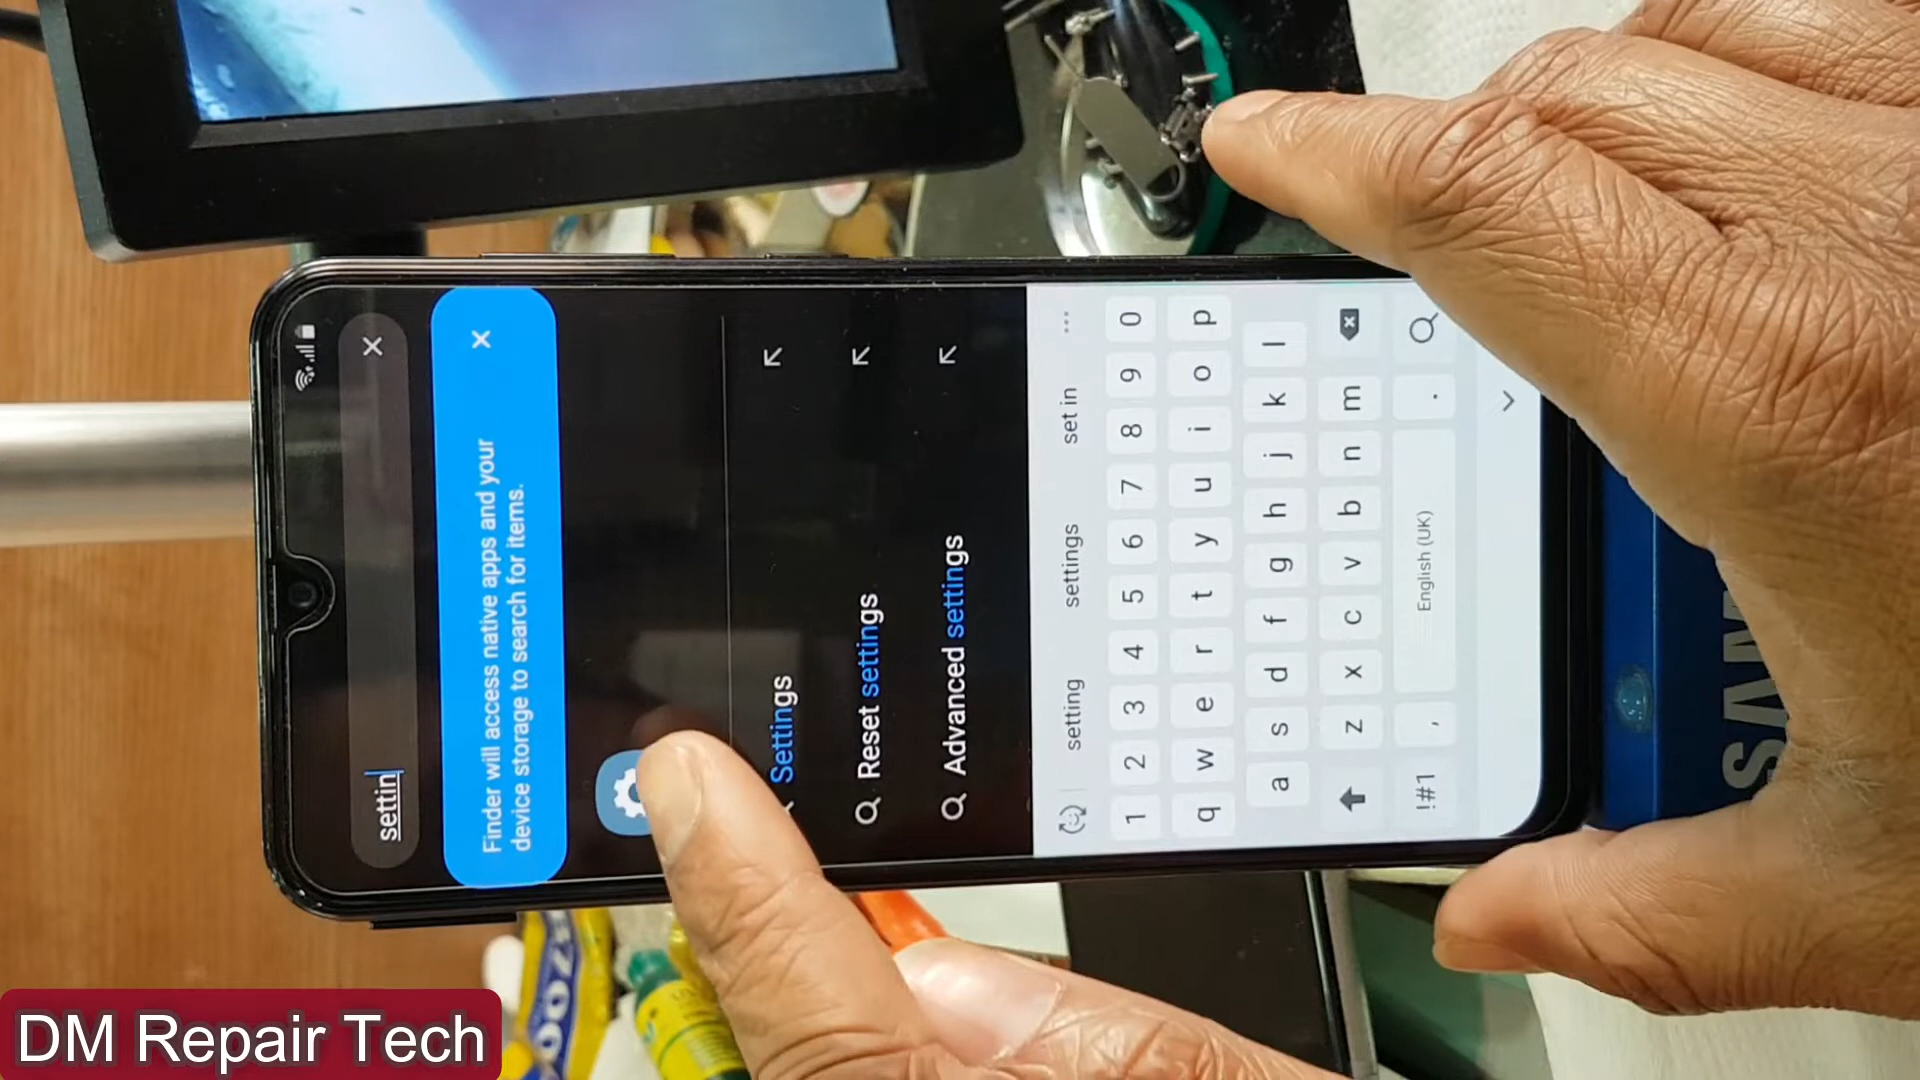 settin
Finder will access native apps and your
device storage to search for items.
Settings
Reset settings
Advanced settings
setting settings set in
1 2 3 4 5 6 7 8 9 0
q w e r t y u i o p
a s d f g h j k l
z x c v b n m
!#1 , English (UK) .
DM Repair Tech